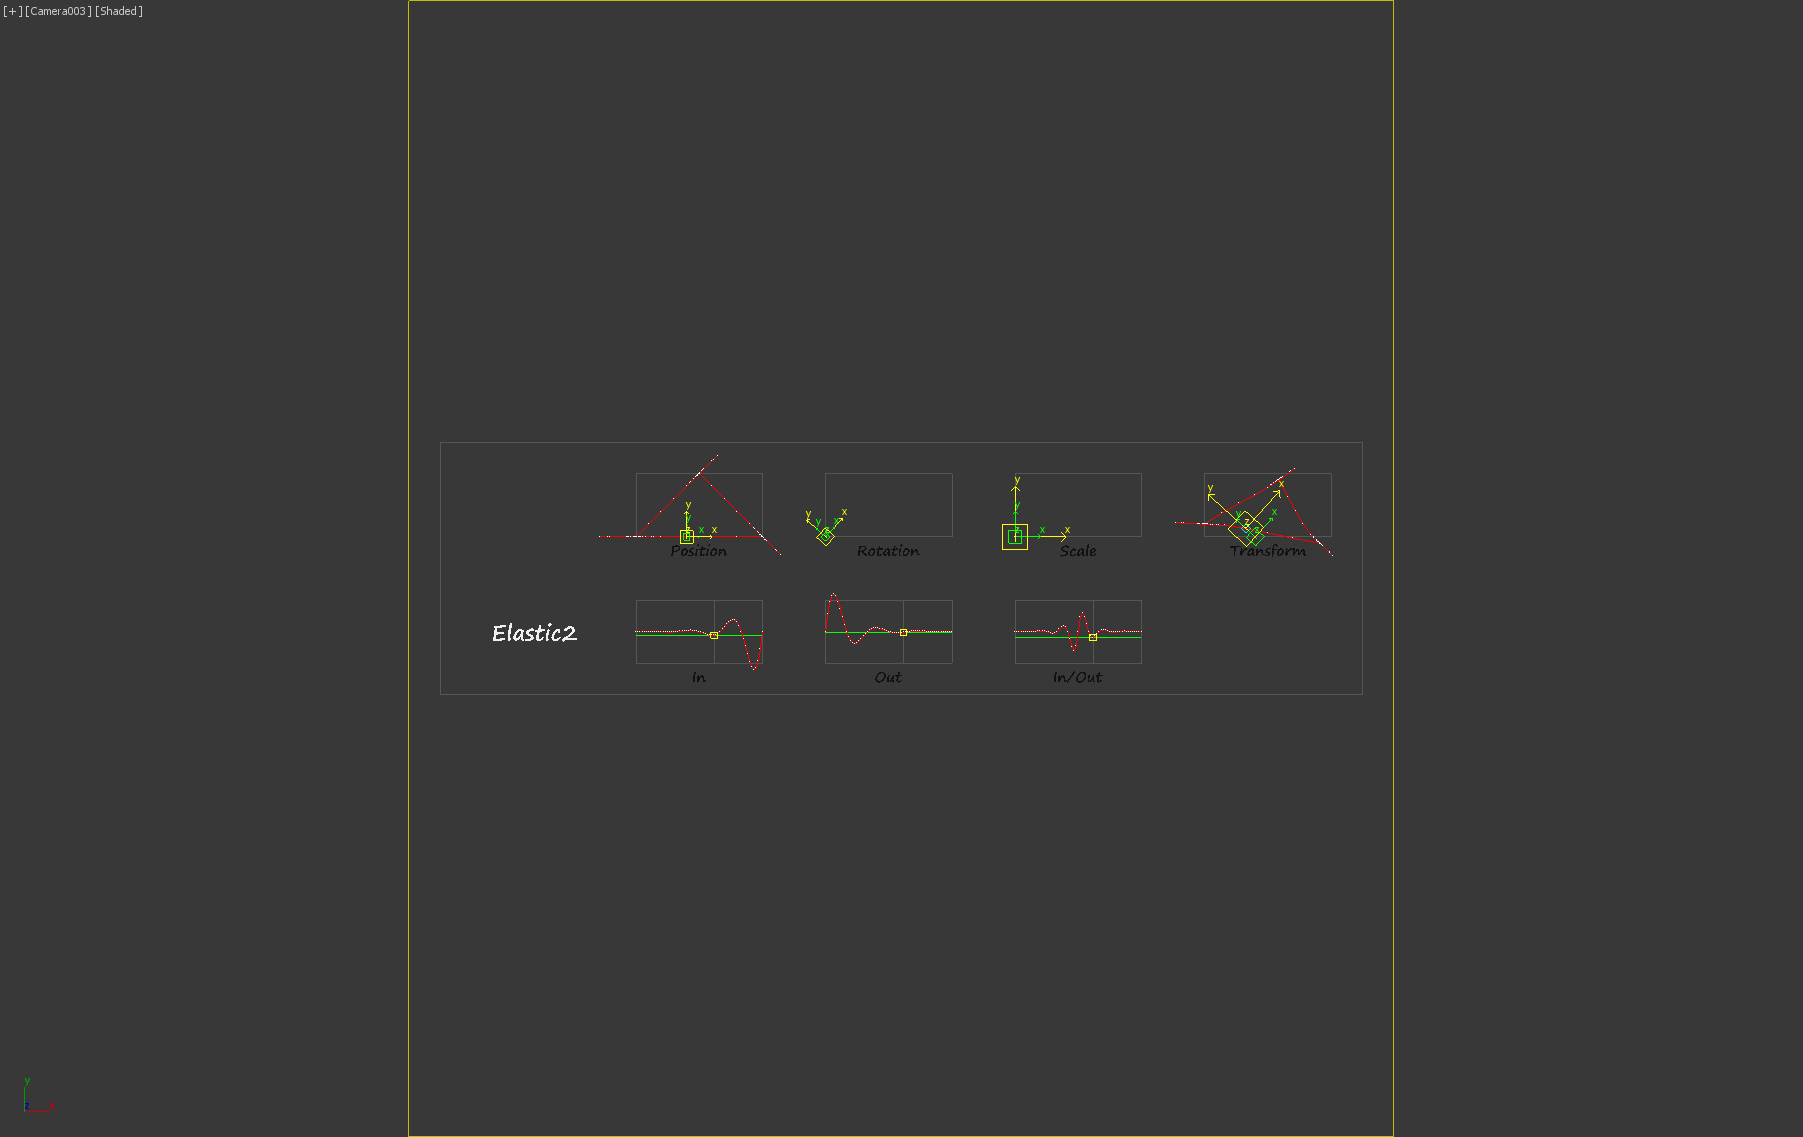 [+][Camera003][Shaded]
y y x x
Position
y y x x
Rotation
y y x x
Scale
y y z x x
Transform
Elastic2
In
Out
In/Out
y
z x